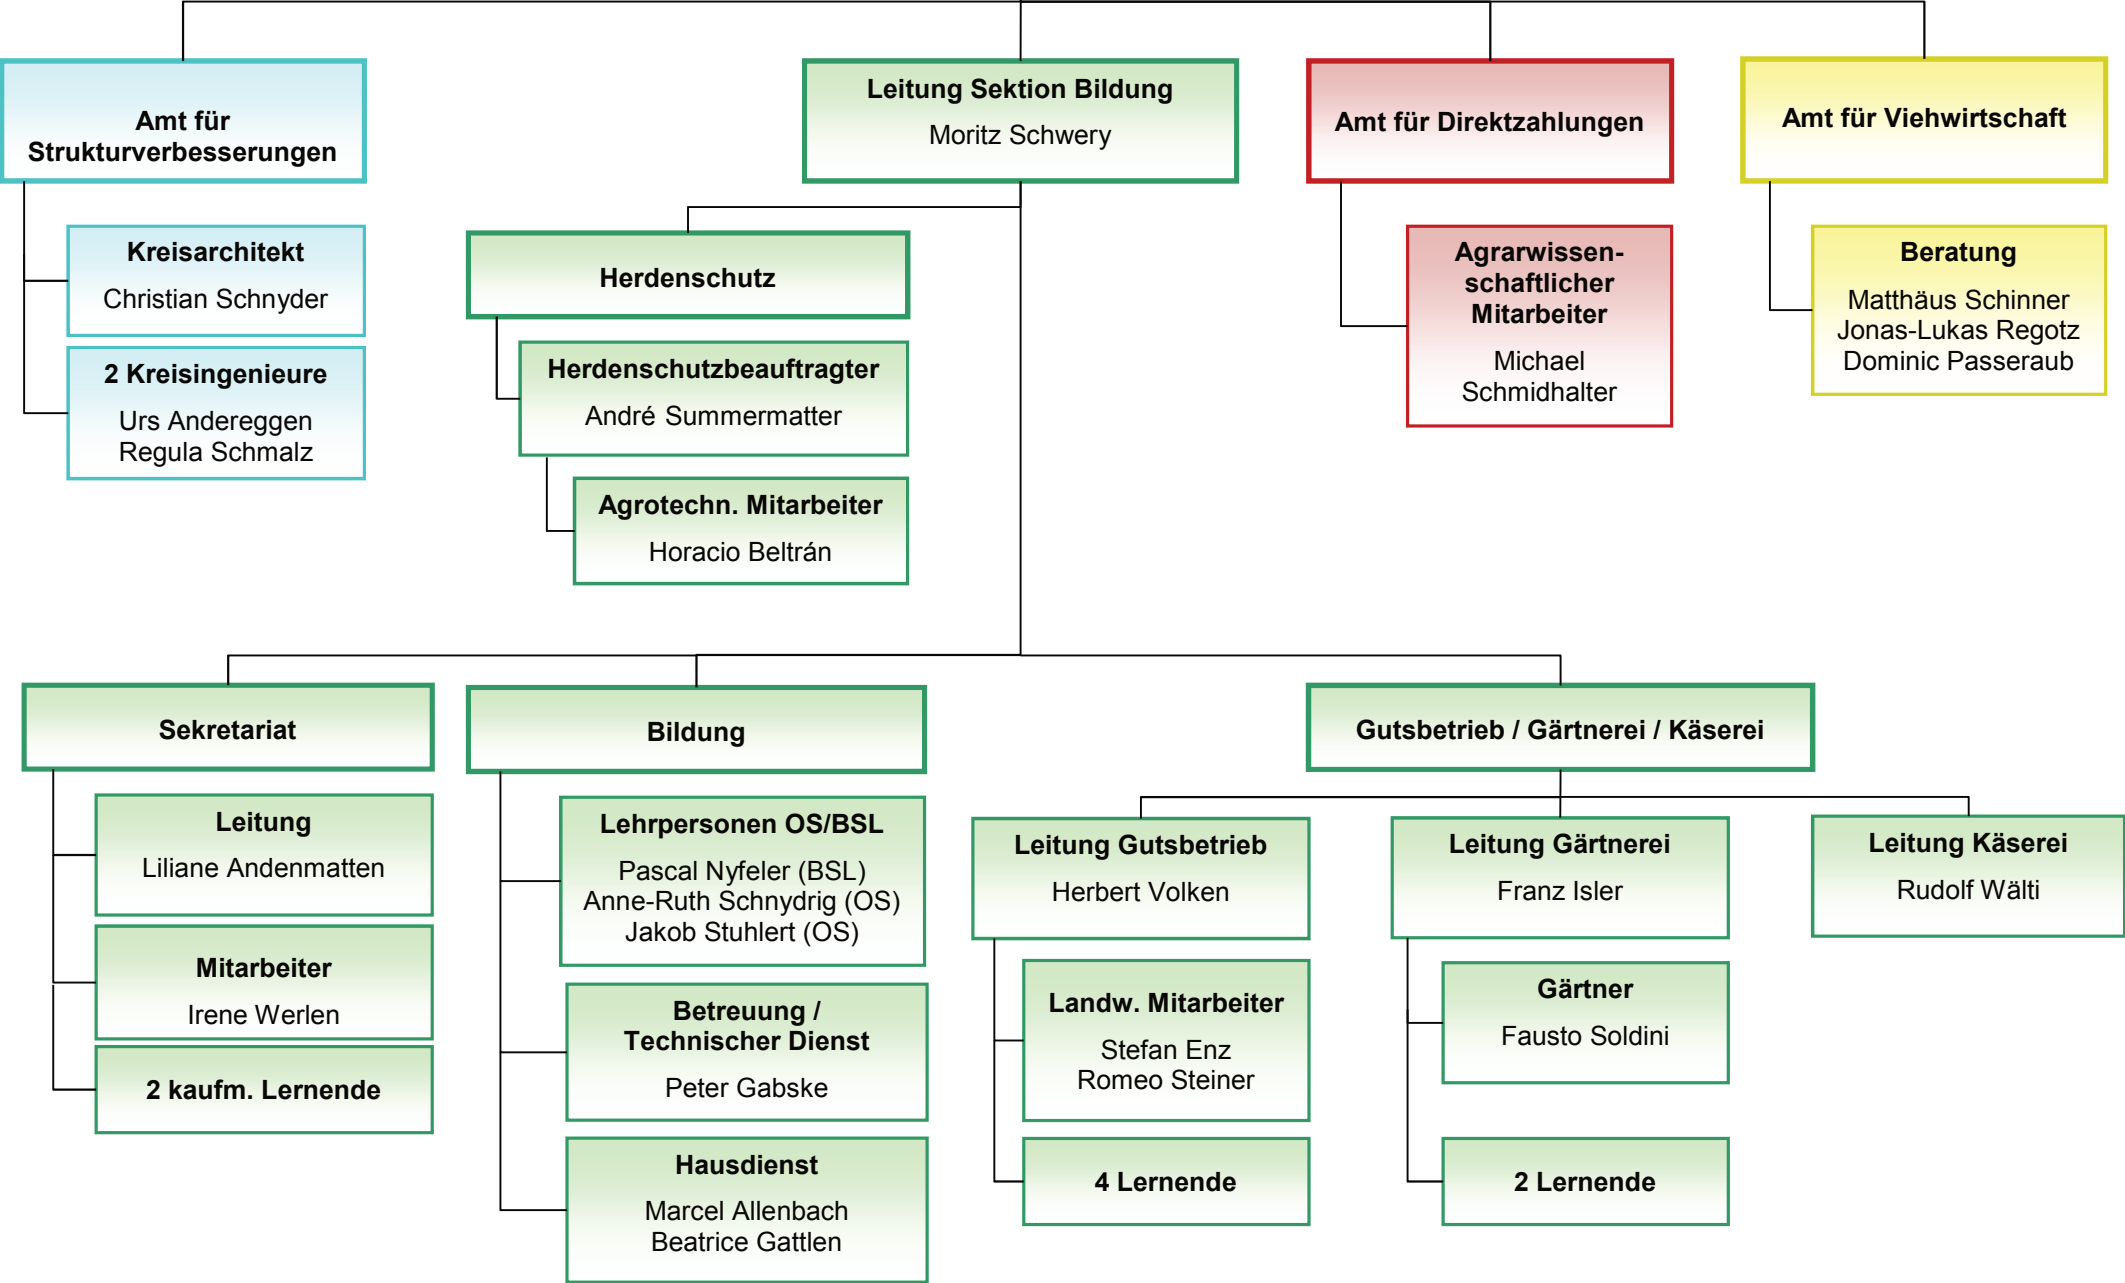 Amt für
Strukturverbesserungen
Kreisarchitekt
Christian Schnyder
2 Kreisingenieure
Urs Andereggen
Regula Schmalz
Leitung Sektion Bildung
Moritz Schwery
Herdenschutz
Herdenschutzbeauftragter
André Summermatter
Agrotechn. Mitarbeiter
Horacio Beltrán
Amt für Direktzahlungen
Agrarwissen-
schaftlicher
Mitarbeiter
Michael
Schmidhalter
Amt für Viehwirtschaft
Beratung
Matthäus Schinner
Jonas-Lukas Regotz
Dominic Passeraub
Sekretariat
Leitung
Liliane Andenmatten
Mitarbeiter
Irene Werlen
2 kaufm. Lernende
Bildung
Lehrpersonen OS/BSL
Pascal Nyfeler (BSL)
Anne-Ruth Schnydrig (OS)
Jakob Stuhlert (OS)
Betreuung /
Technischer Dienst
Peter Gabske
Hausdienst
Marcel Allenbach
Beatrice Gattlen
Gutsbetrieb / Gärtnerei / Käserei
Leitung Gutsbetrieb
Herbert Volken
Landw. Mitarbeiter
Stefan Enz
Romeo Steiner
4 Lernende
Leitung Gärtnerei
Franz Isler
Gärtner
Fausto Soldini
2 Lernende
Leitung Käserei
Rudolf Wälti